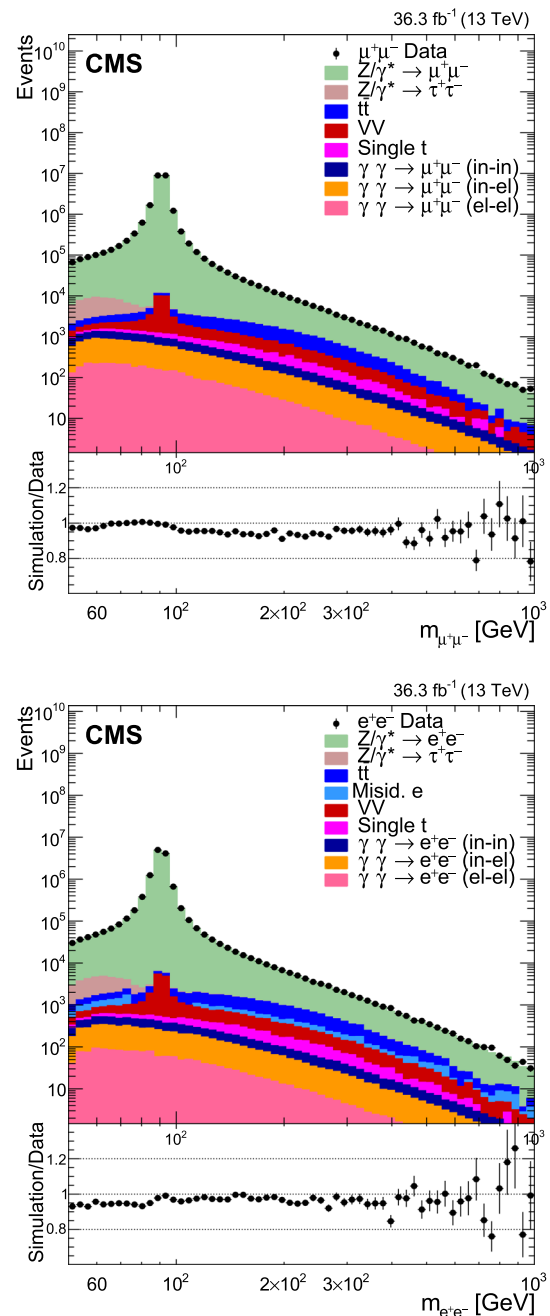 36.3 fb⁻¹ (13 TeV)
Events
CMS
μ⁺μ⁻ Data
Z/γ* → μ⁺μ⁻
Z/γ* → τ⁺τ⁻
tt̄
VV
Single t
γ γ → μ⁺μ⁻ (in-in)
γ γ → μ⁺μ⁻ (in-el)
γ γ → μ⁺μ⁻ (el-el)
10¹⁰
10⁹
10⁸
10⁷
10⁶
10⁵
10⁴
10³
10²
10
10² 10³
Simulation/Data
1.2
1
0.8
60 10² 2×10² 3×10² 10³
m_μ⁺μ⁻ [GeV]
36.3 fb⁻¹ (13 TeV)
Events
CMS
e⁺e⁻ Data
Z/γ* → e⁺e⁻
Z/γ* → τ⁺τ⁻
tt̄
Misid. e
VV
Single t
γ γ → e⁺e⁻ (in-in)
γ γ → e⁺e⁻ (in-el)
γ γ → e⁺e⁻ (el-el)
10¹⁰
10⁹
10⁸
10⁷
10⁶
10⁵
10⁴
10³
10²
10
10² 10³
Simulation/Data
1.2
1
0.8
60 10² 2×10² 3×10² 10³
m_e⁺e⁻ [GeV]